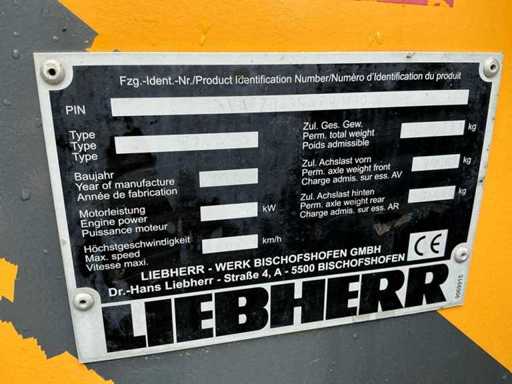 Fzg.-Ident.-Nr./Product Identification Number/Numéro d'Identification du produit
PIN
Type
Type
Type
Baujahr
Year of manufacture
Année de fabrication
Motorleistung
Engine power
Puissance moteur
kW
Höchstgeschwindigkeit
Max. speed
Vitesse maxi.
km/h
Zul. Ges. Gew.
Perm. total weight
Poids admissible
kg
Zul. Achslast vorn
Perm. axle weight front
Charge admis. sur ess. AV
kg
Zul. Achslast hinten
Perm. axle weight rear
Charge admis. sur ess. AR
kg
LIEBHERR - WERK BISCHOFSHOFEN GMBH
Dr.-Hans Liebherr - Straße 4, A - 5500 BISCHOFSHOFEN
CE
LIEBHERR